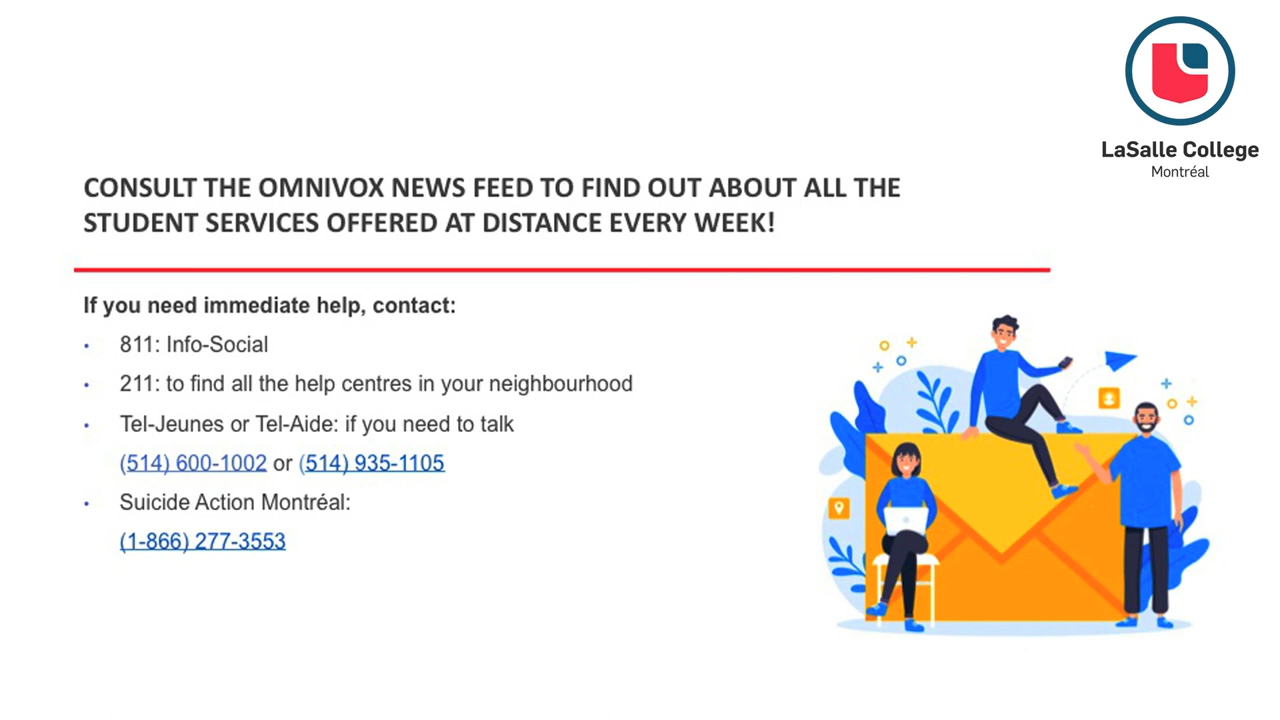 LaSalle College
Montréal
CONSULT THE OMNIVOX NEWS FEED TO FIND OUT ABOUT ALL THE
STUDENT SERVICES OFFERED AT DISTANCE EVERY WEEK!
If you need immediate help, contact:
• 811: Info-Social
• 211: to find all the help centres in your neighbourhood
• Tel-Jeunes or Tel-Aide: if you need to talk
(514) 600-1002 or (514) 935-1105
• Suicide Action Montréal:
(1-866) 277-3553